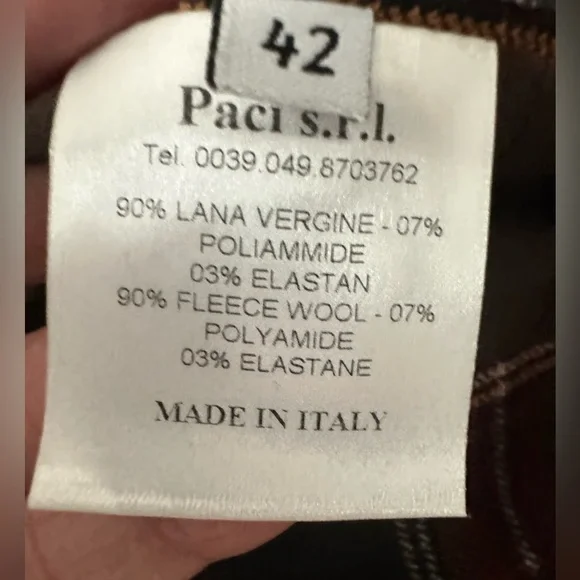 42
Paci s.r.l.
Tel. 0039.049.8703762
90% LANA VERGINE - 07%
POLIAMMIDE
03% ELASTAN
90% FLEECE WOOL - 07%
POLYAMIDE
03% ELASTANE
MADE IN ITALY